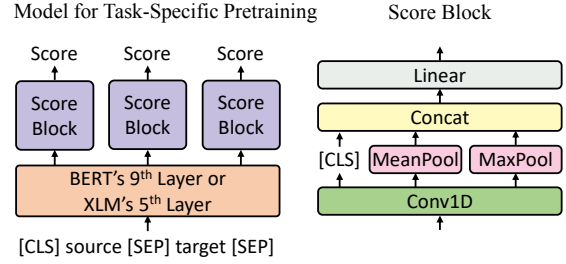 Model for Task-Specific Pretraining
Score Score Score
Score Block
Score Block
Score Block
BERT's 9th Layer or
XLM's 5th Layer
[CLS] source [SEP] target [SEP]
Score Block
Linear
Concat
[CLS] MeanPool MaxPool
Conv1D